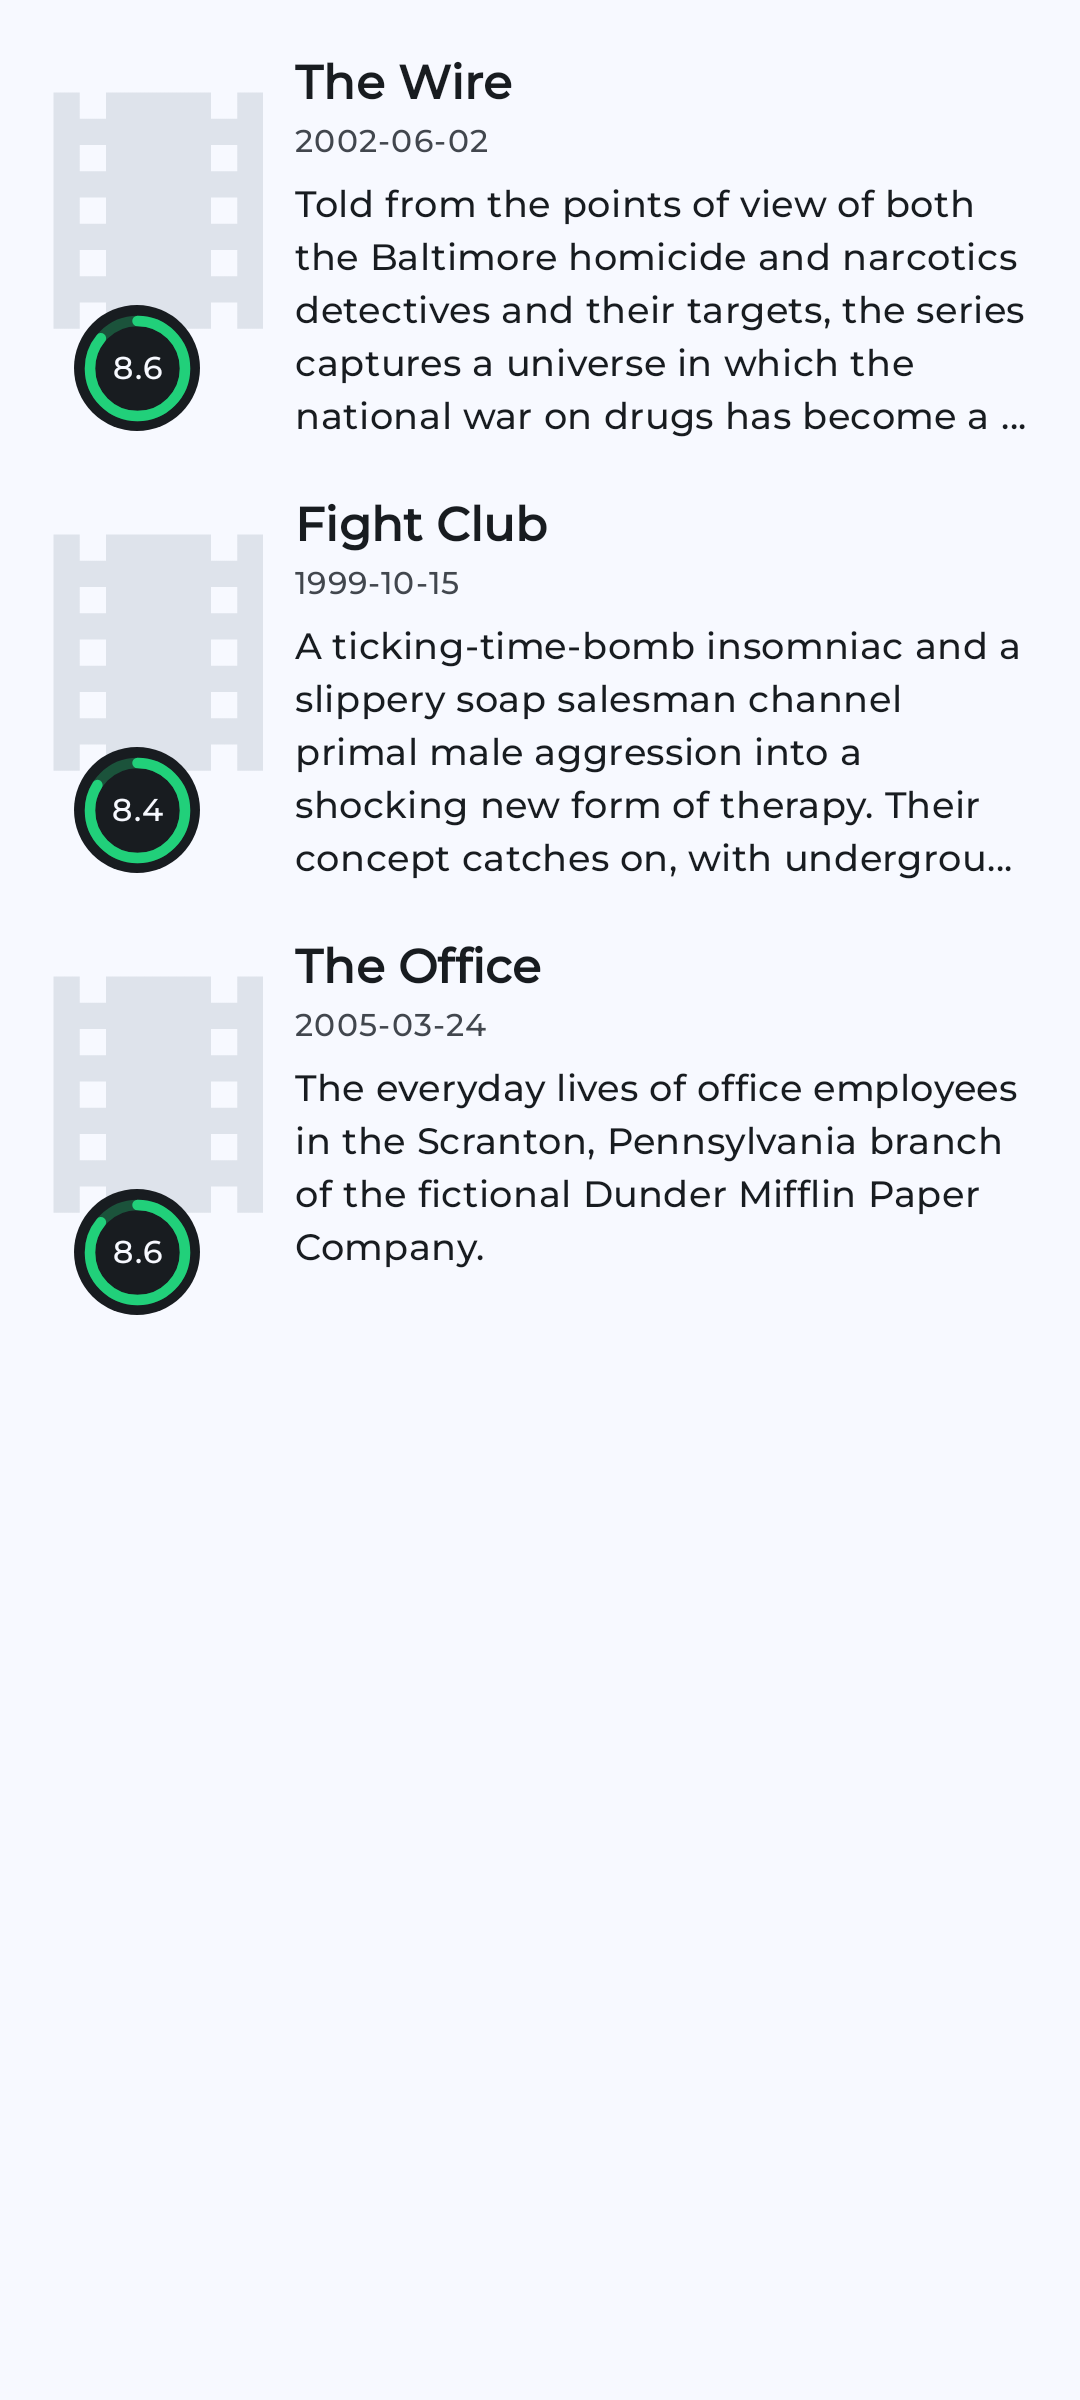 The Wire
2002-06-02
Told from the points of view of both
the Baltimore homicide and narcotics
detectives and their targets, the series
captures a universe in which the
national war on drugs has become a ...
8.6
Fight Club
1999-10-15
A ticking-time-bomb insomniac and a
slippery soap salesman channel
primal male aggression into a
shocking new form of therapy. Their
concept catches on, with undergrou...
8.4
The Office
2005-03-24
The everyday lives of office employees
in the Scranton, Pennsylvania branch
of the fictional Dunder Mifflin Paper
Company.
8.6